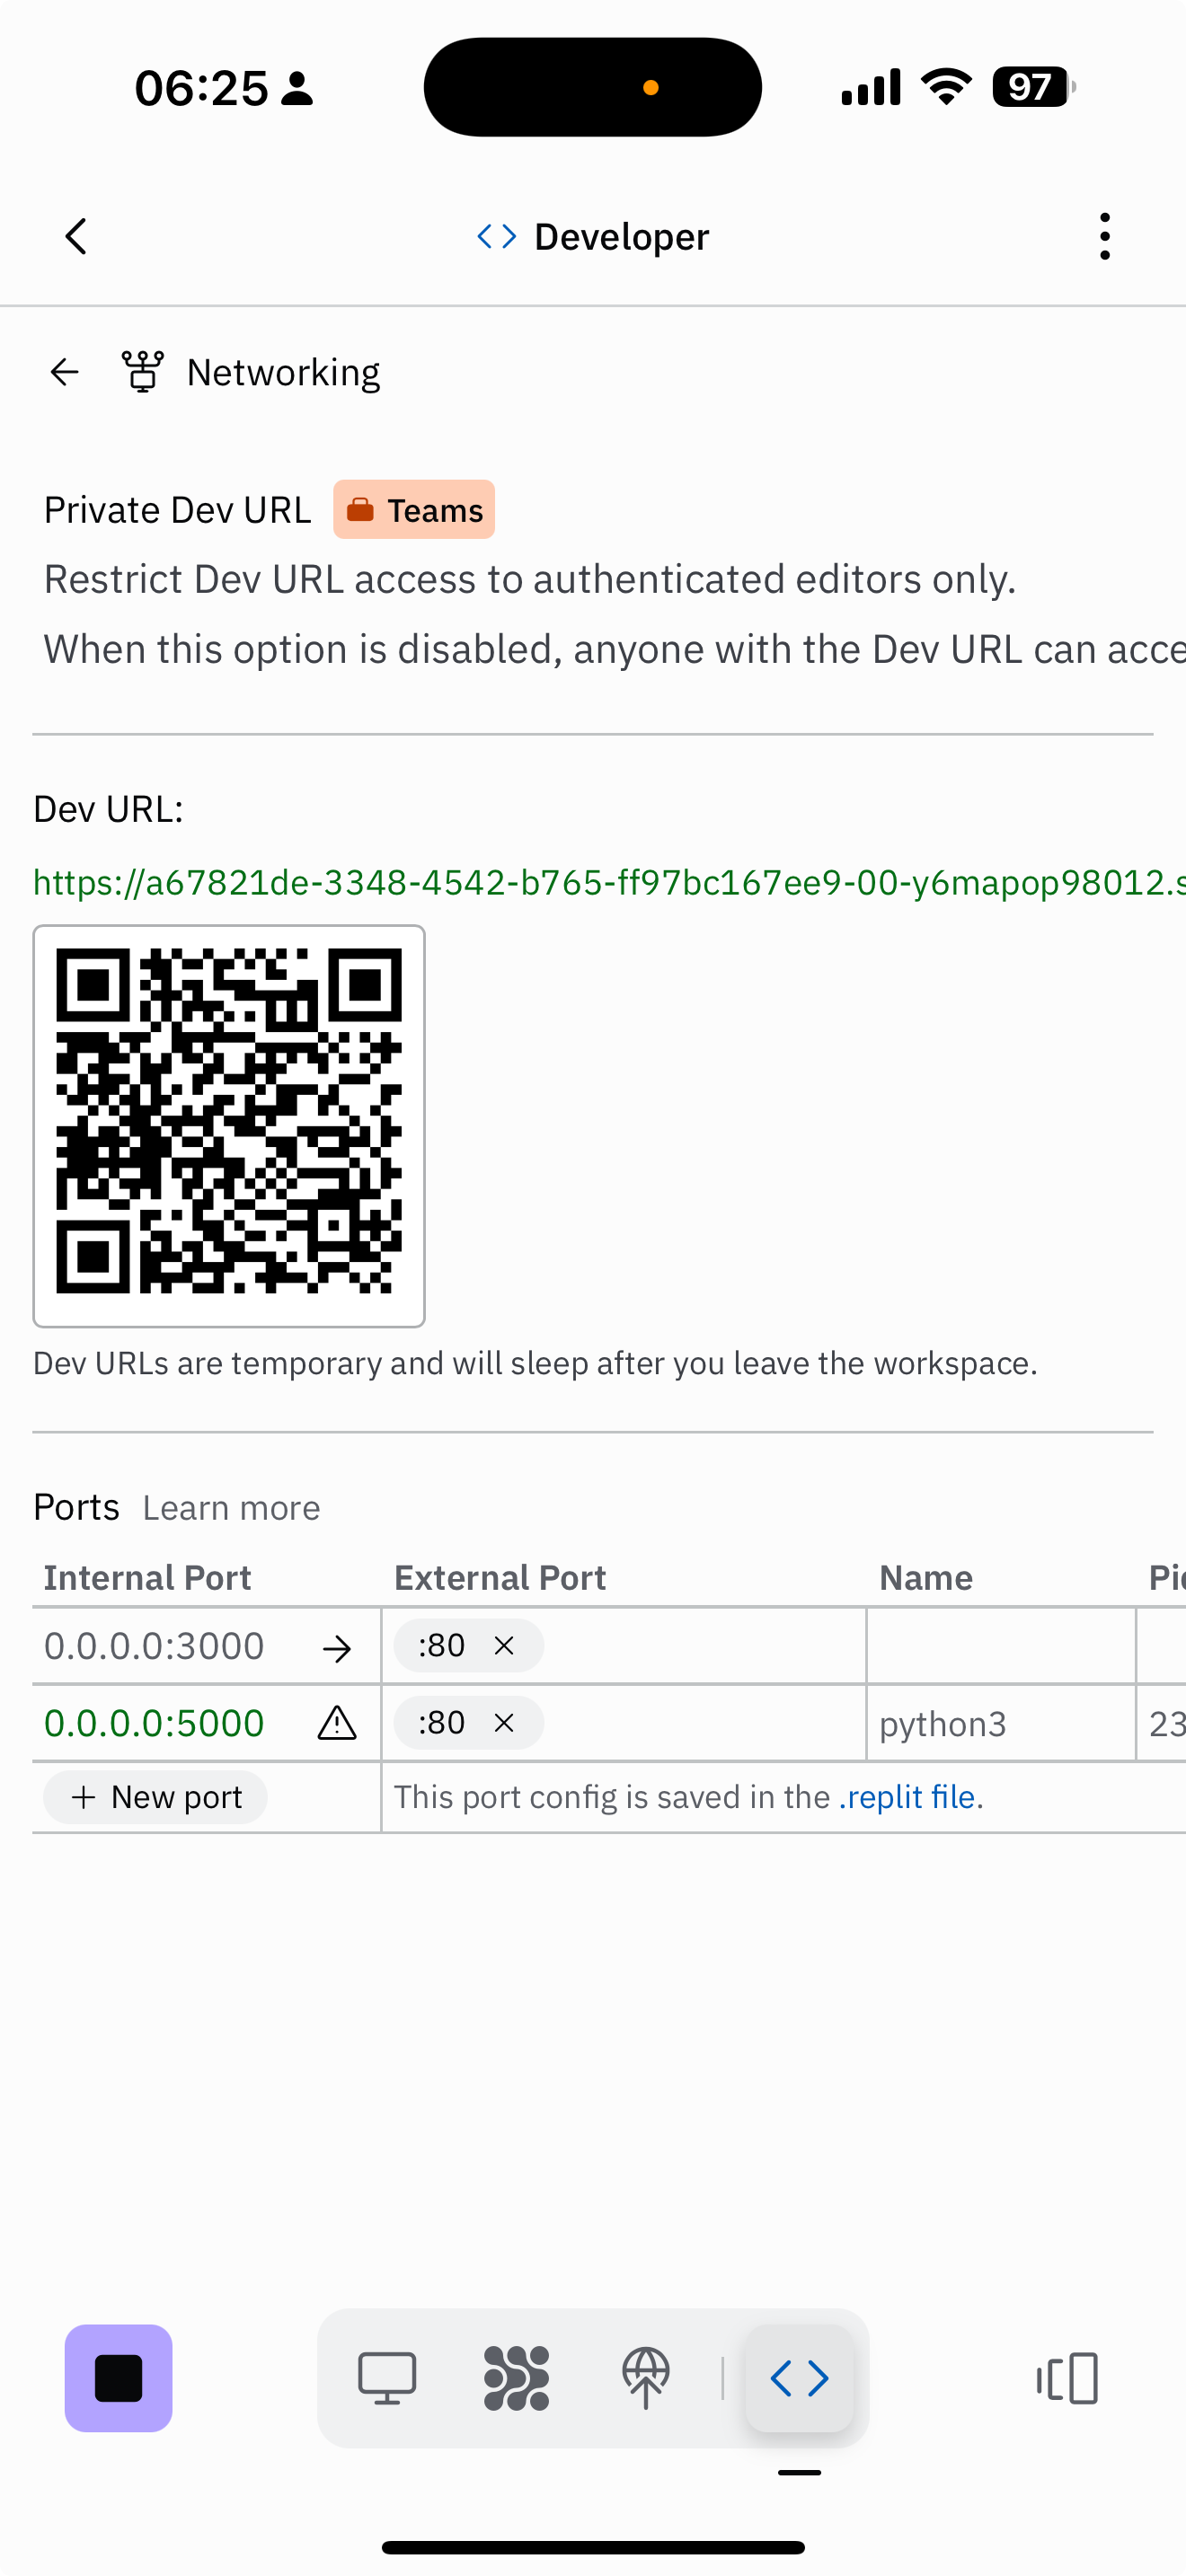 06:25
97
Developer
Networking
Private Dev URL Teams
Restrict Dev URL access to authenticated editors only.
When this option is disabled, anyone with the Dev URL can acce
Dev URL:
https://a67821de-3348-4542-b765-ff97bc167ee9-00-y6mapop98012.s
Dev URLs are temporary and will sleep after you leave the workspace.
Ports Learn more
Internal Port External Port Name Pi
0.0.0.0:3000 → :80 ×
0.0.0.0:5000 :80 × python3 23
+ New port This port config is saved in the .replit file.